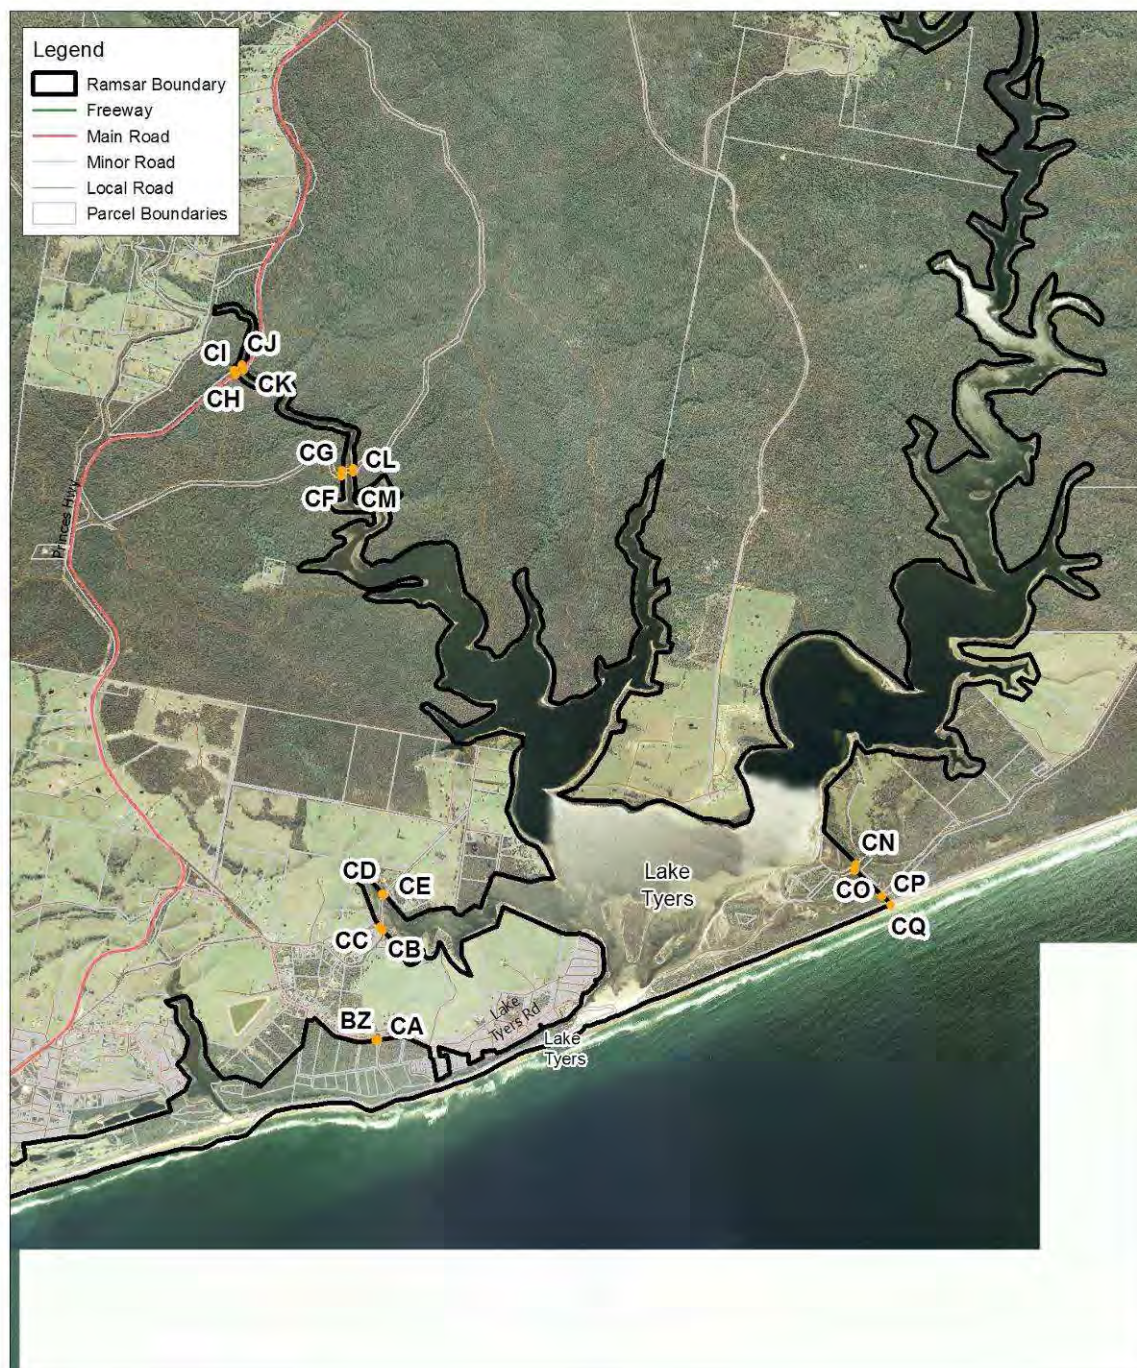 Legend
Ramsar Boundary
Freeway
Main Road
Minor Road
Local Road
Parcel Boundaries
CI
CJ
CH
CK
CG
CL
CF
CM
Princes Hwy
Lake
Tyers
CN
CO
CP
CQ
CD
CE
CC
CB
BZ
CA
Lake
Tyers Rd
Lake
Tyers